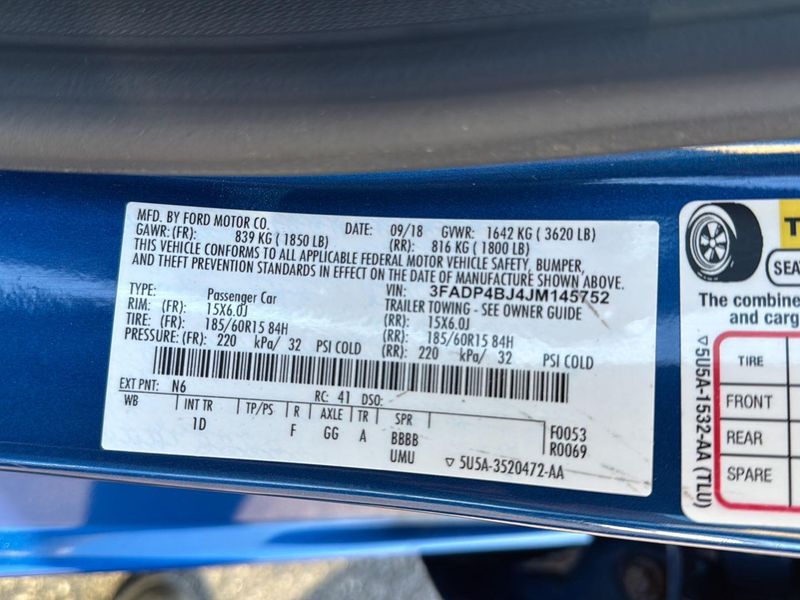 MFD. BY FORD MOTOR CO. DATE: 09/18 GVWR: 1642 KG ( 3620 LB)
GAWR: (FR): 839 KG ( 1850 LB) (RR): 816 KG ( 1800 LB)
THIS VEHICLE CONFORMS TO ALL APPLICABLE FEDERAL MOTOR VEHICLE SAFETY, BUMPER,
AND THEFT PREVENTION STANDARDS IN EFFECT ON THE DATE OF MANUFACTURE SHOWN ABOVE.
VIN: 3FADP4BJ4JM145752
TYPE: Passenger Car TRAILER TOWING - SEE OWNER GUIDE
RIM: (FR): 15X6.0J (RR): 15X6.0J
TIRE: (FR): 185/60R15 84H (RR): 185/60R15 84H
PRESSURE: (FR): 220 kPa/ 32 PSI COLD (RR): 220 kPa/ 32 PSI COLD
EXT PNT: N6 RC: 41 DSO:
WB INT TR TP/PS R AXLE TR SPR
1D F GG A BBBB F0053
UMU R0069
▽ 5U5A-3520472-AA
SEAT
The combine
and carg
TIRE
FRONT
REAR
SPARE
▽5U5A-1532-AA (TLU)